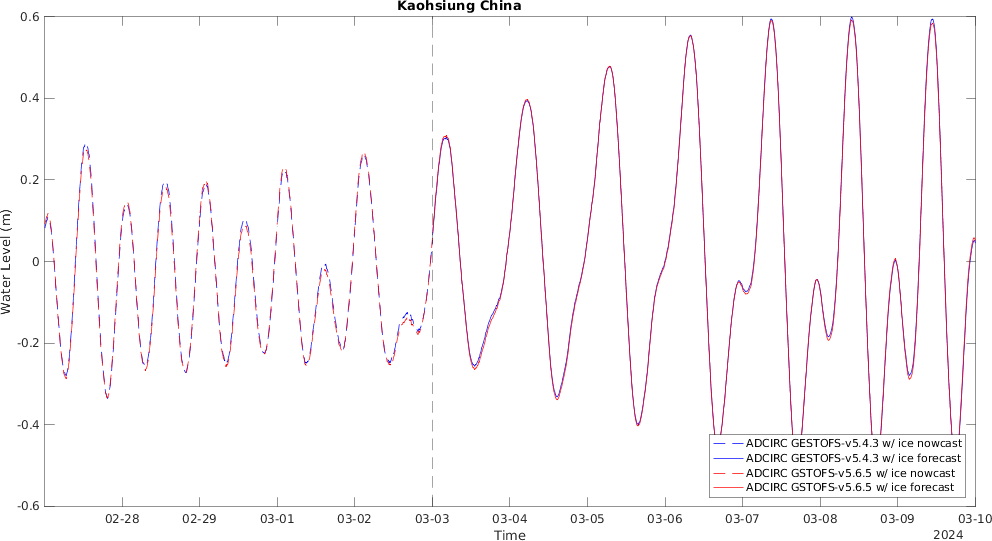 Kaohsiung China
0.6
0.4
0.2
0
-0.2
-0.4
-0.6
Water Level (m)
ADCIRC GESTOFS-v5.4.3 w/ ice nowcast
ADCIRC GESTOFS-v5.4.3 w/ ice forecast
ADCIRC GSTOFS-v5.6.5 w/ ice nowcast
ADCIRC GSTOFS-v5.6.5 w/ ice forecast
02-28 02-29 03-01 03-02 03-03 03-04 03-05 03-06 03-07 03-08 03-09 03-10
Time
2024